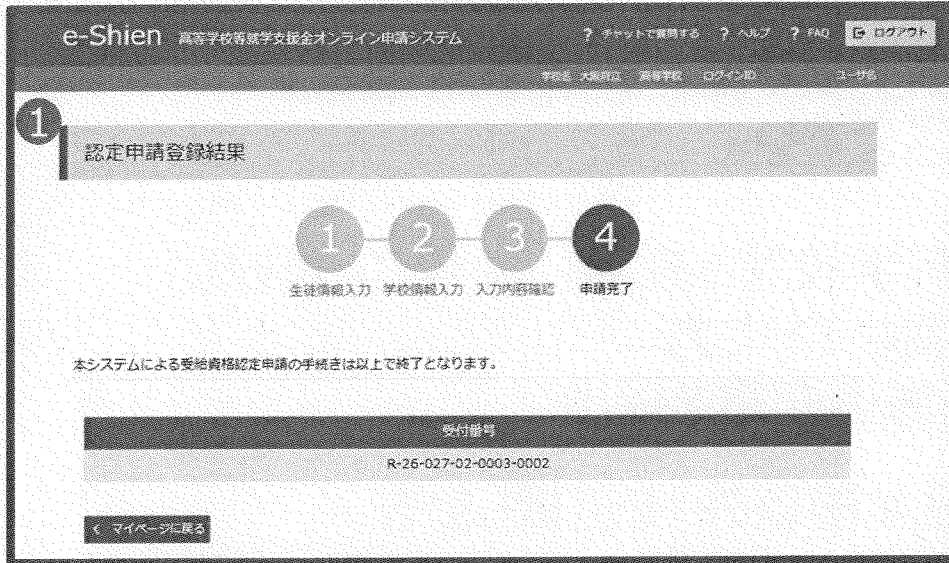 e-Shien 高等学校等就学支援金オンライン申請システム ? チャットで質問する ? ヘルプ ? FAQ ログアウト
学校名 大阪府立 高等学校 ログインID ユーザ名
1
認定申請登録結果
1 2 3 4
生徒情報入力 学校情報入力 入力内容確認 申請完了
本システムによる受給資格認定申請の手続きは以上で終了となります。
受付番号
R-26-027-02-0003-0002
< マイページに戻る